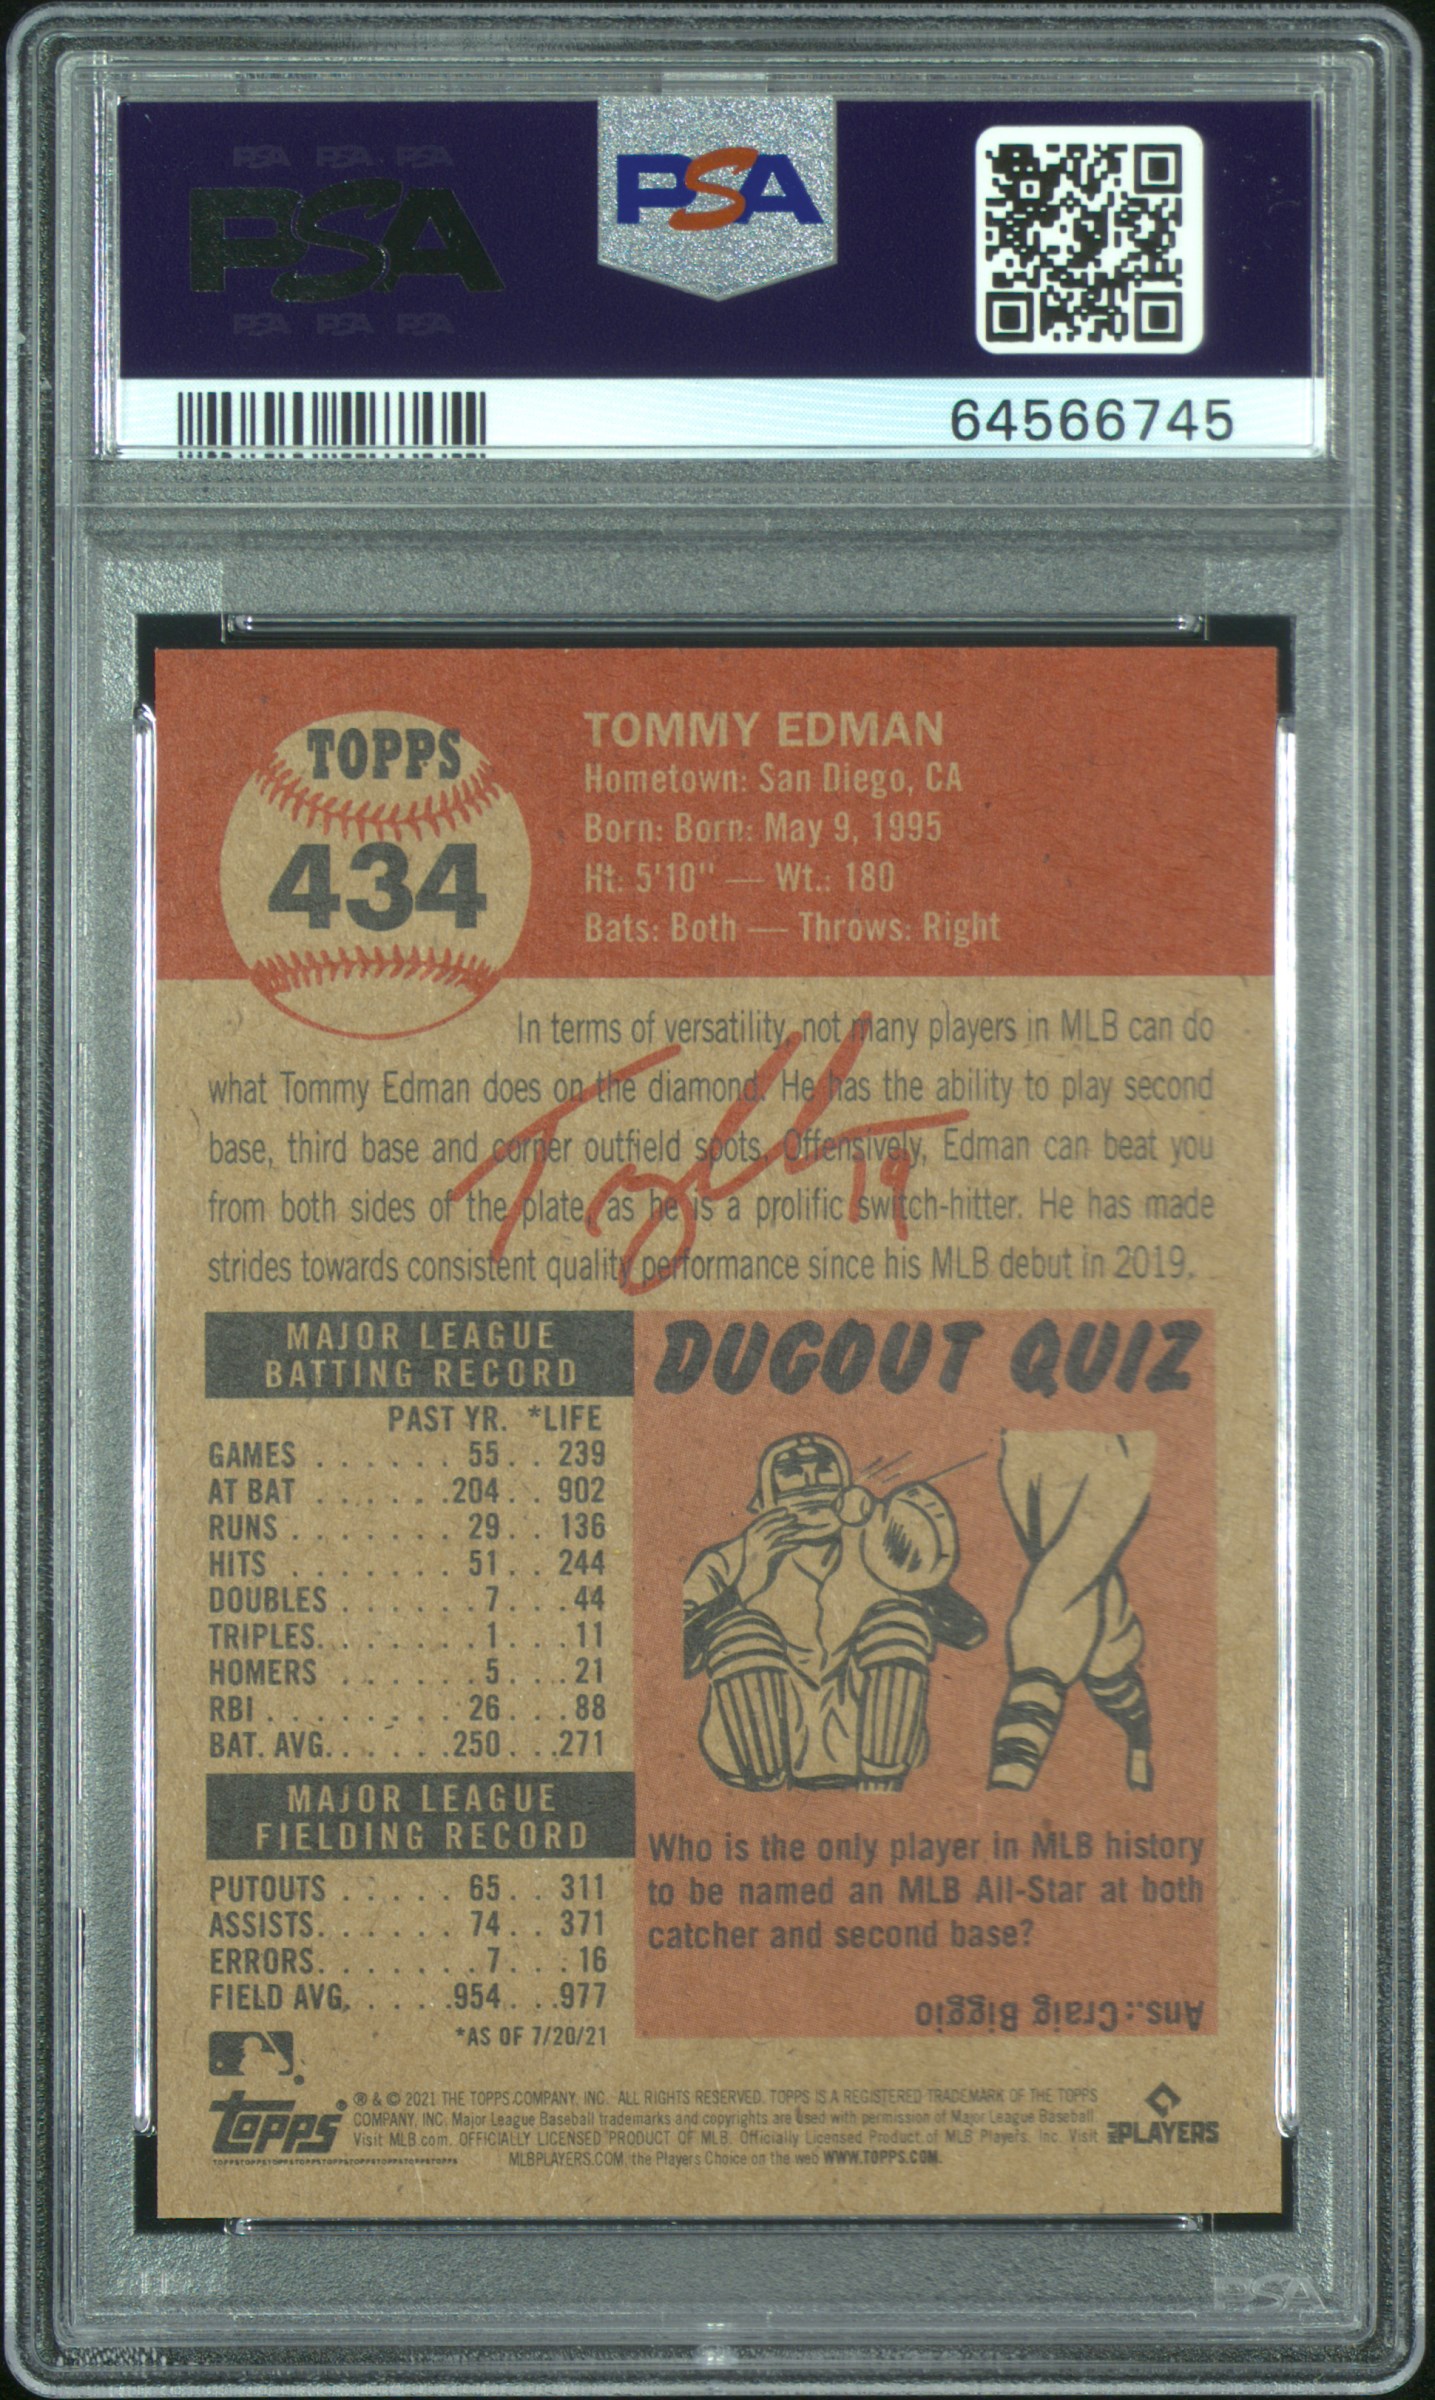 PSA PSA PSA
PSA
PSA PSA PSA
PSA
64566745
TOPPS
434
TOMMY EDMAN
Hometown: San Diego, CA
Born: Born: May 9, 1995
Ht: 5'10" — Wt.: 180
Bats: Both — Throws: Right
In terms of versatility, not many players in MLB can do
what Tommy Edman does on the diamond. He has the ability to play second
base, third base and corner outfield spots. Offensively, Edman can beat you
from both sides of the plate, as he is a prolific switch-hitter. He has made
strides towards consistent quality performance since his MLB debut in 2019.
19
MAJOR LEAGUE
BATTING RECORD
PAST YR. *LIFE
GAMES . . . . . . 55 . . 239
AT BAT . . . . . .204 . . 902
RUNS . . . . . . . 29 . . 136
HITS . . . . . . . 51 . . 244
DOUBLES . . . . . . 7 . . . 44
TRIPLES. . . . . . . 1 . . . 11
HOMERS . . . . . . 5 . . . 21
RBI . . . . . . . . 26 . . . 88
BAT. AVG. . . . . .250 . . .271
MAJOR LEAGUE
FIELDING RECORD
PUTOUTS . . . . . 65 . . 311
ASSISTS. . . . . . 74 . . 371
ERRORS. . . . . . . 7 . . . 16
FIELD AVG. . . . .954 . . .977
*AS OF 7/20/21
DUGOUT QUIZ
Who is the only player in MLB history
to be named an MLB All-Star at both
catcher and second base?
Ans.: Craig Biggio
topps®
® & © 2021 THE TOPPS COMPANY, INC. ALL RIGHTS RESERVED. TOPPS IS A REGISTERED TRADEMARK OF THE TOPPS
COMPANY, INC. Major League Baseball trademarks and copyrights are used with permission of Major League Baseball.
Visit MLB.com. OFFICIALLY LICENSED PRODUCT OF MLB. Officially Licensed Product of MLB Players, Inc. Visit
MLBPLAYERS.COM, the Players Choice on the web WWW.TOPPS.COM.
TOPPSTOPPSTOPPSTOPPSTOPPSTOPPSTOPPSTOPPSTOPPS
PLAYERS
PSA